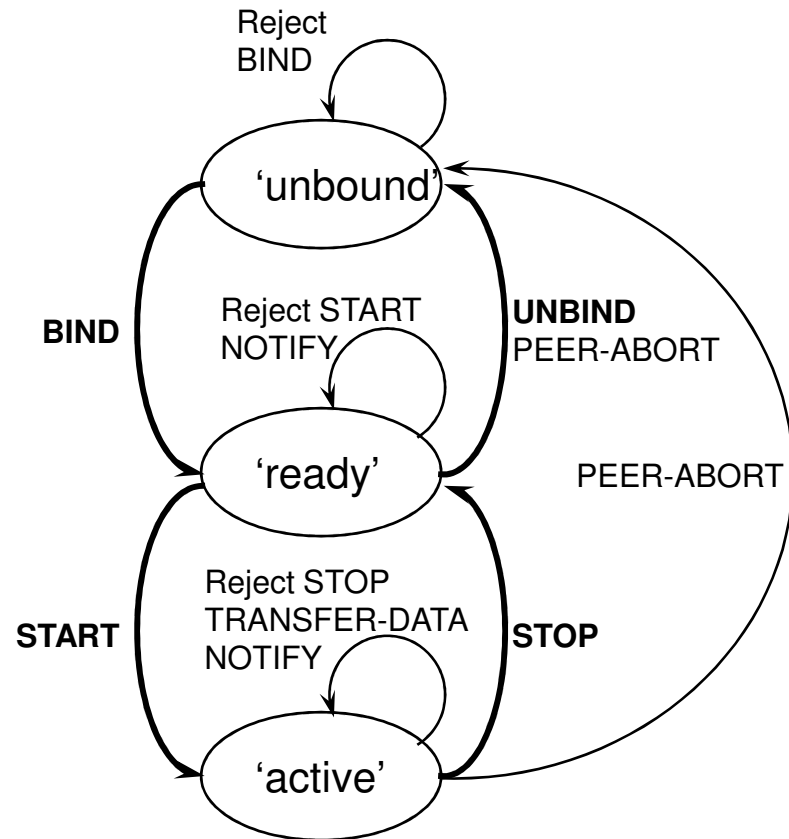 Reject
BIND
‘unbound’
BIND
Reject START
NOTIFY
UNBIND
PEER-ABORT
‘ready’
PEER-ABORT
START
Reject STOP
TRANSFER-DATA
NOTIFY
STOP
‘active’